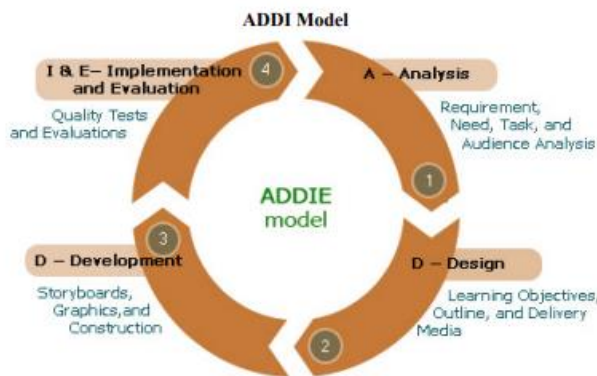 ADDI Model
I & E– Implementation
and Evaluation
4
Quality Tests
and Evaluations
A – Analysis
Requirement,
Need, Task, and
Audience Analysis
1
ADDIE
model
3
D – Development
Storyboards,
Graphics,and
Construction
D – Design
Learning Objectives,
Outline, and Delivery
Media
2